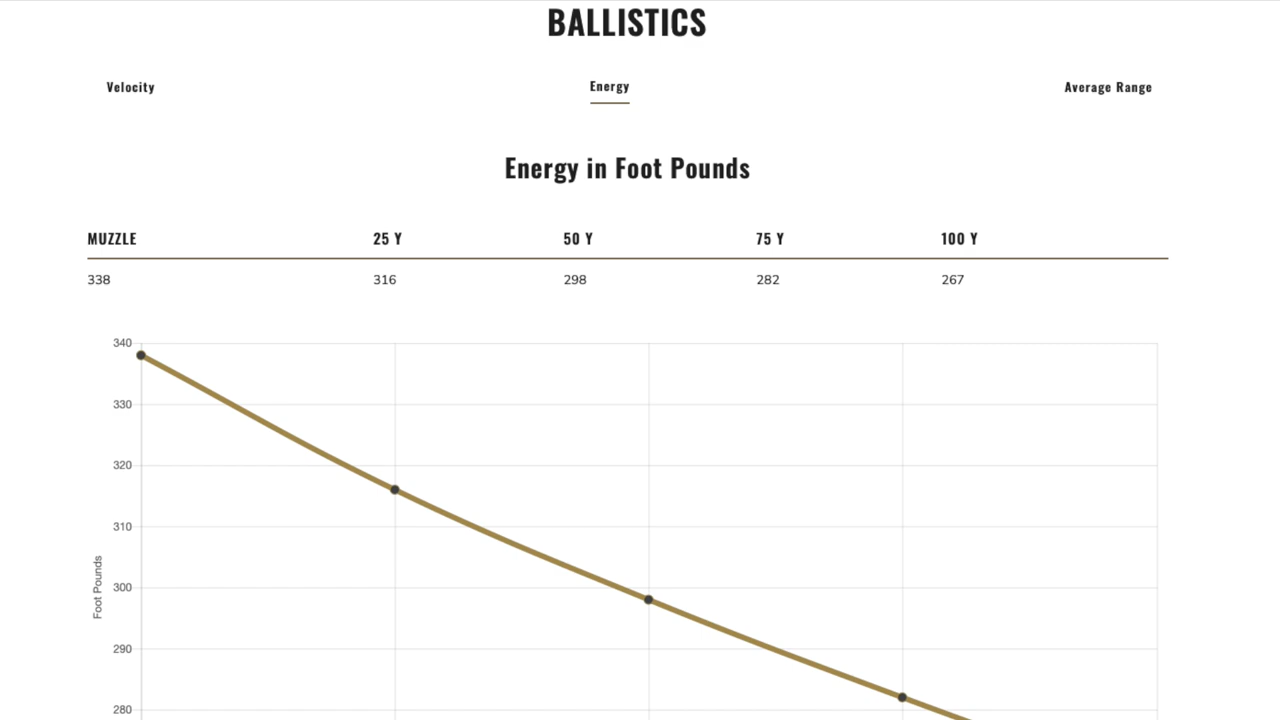 BALLISTICS
Velocity Energy Average Range
Energy in Foot Pounds
MUZZLE 25 Y 50 Y 75 Y 100 Y
338 316 298 282 267
340
330
320
310
300
290
280
Foot Pounds